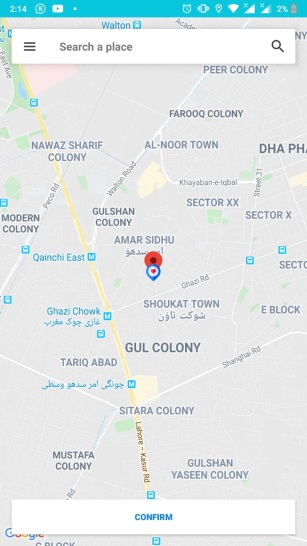 2:14
2%
Walton
Search a place
PEER COLONY
FAROOQ COLONY
NAWAZ SHARIF
COLONY
AL-NOOR TOWN
DHA PHA
Walton Road
Khayaban-e-Iqbal
Street 31
Peco Rd
SECTOR XX
GULSHAN
COLONY
SECTOR X
MODERN
COLONY
AMAR SIDHU
امر سدھو
Qainchi East
SECTO
Ghazi Rd
SHOUKAT TOWN
شوکت ٹاؤن
E BLOCK
Ghazi Chowk
غازی چوک مغرب
GUL COLONY
Shanghai Rd
TARIQ ABAD
چونگی امر سدھو وسطی
SITARA COLONY
Lahore – Kasur Rd
MUSTAFA
COLONY
GULSHAN
YASEEN COLONY
CONFIRM
Google
G BLOCK